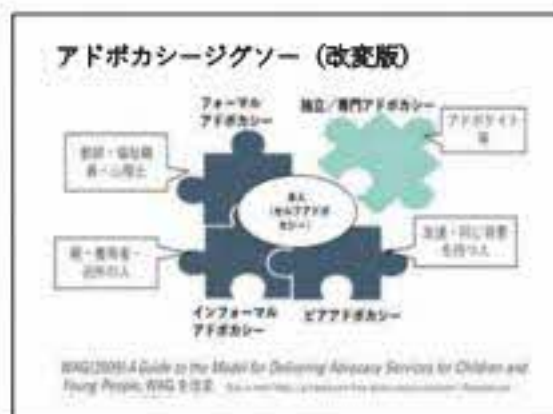 アドボカシージグソー（改変版）
フォーマル
アドボカシー
独立／専門アドボカシー
アドボケイト
等
教師・福祉職
員・心理士
本人
（セルフアドボ
カシー）
親・養育者・
近所の人
友達・同じ背景
を持つ人
インフォーマル
アドボカシー
ピアアドボカシー
WAG(2009) A Guide to the Model for Delivering Advocacy Services for Children and
Young People, WAG を改変